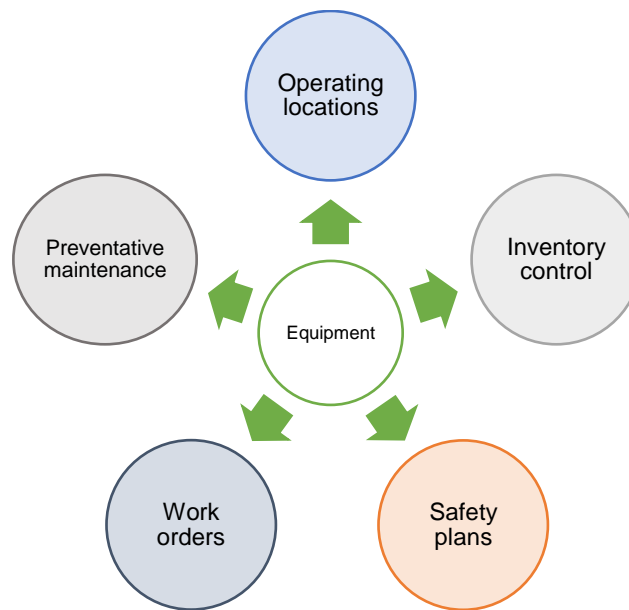 Operating
locations
Inventory
control
Safety
plans
Work
orders
Preventative
maintenance
Equipment